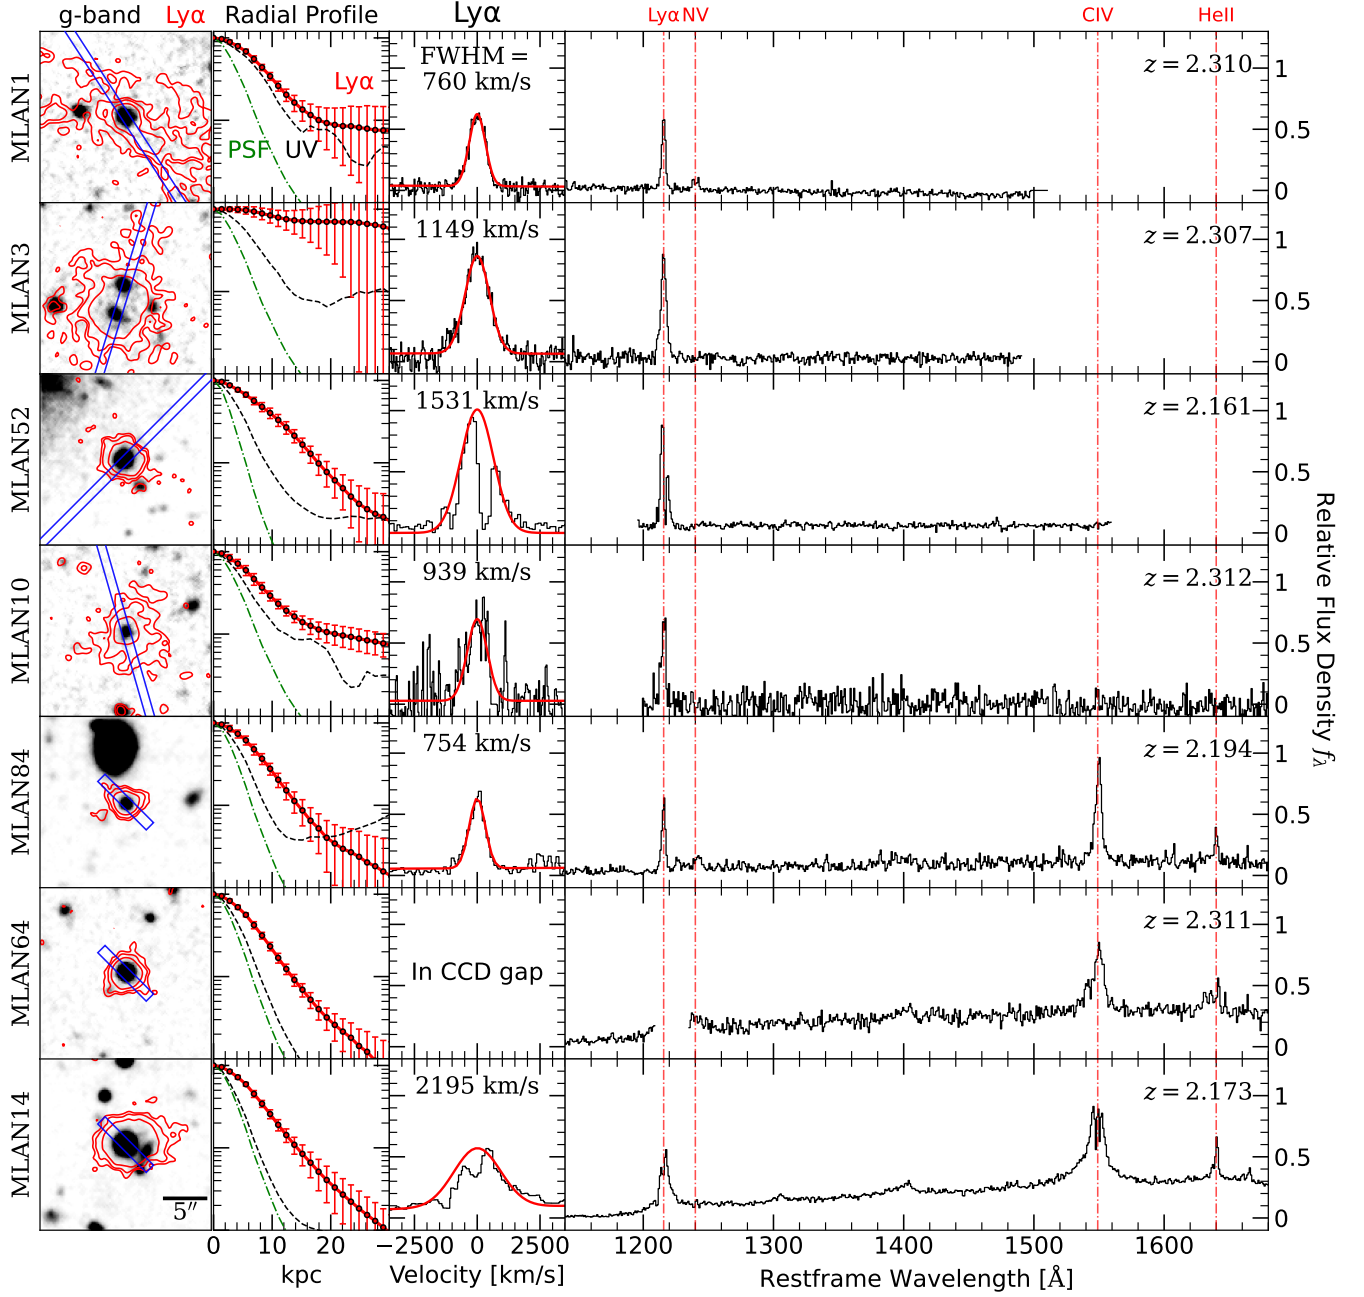 g-band Lyα Radial Profile Lyα Lyα NV CIV HeII
MLAN1
Lyα
PSF UV
FWHM =
760 km/s
z = 2.310
1
0.5
0
MLAN3
1149 km/s
z = 2.307
1
0.5
0
MLAN52
1531 km/s
z = 2.161
1
0.5
0
MLAN10
939 km/s
z = 2.312
1
0.5
0
MLAN84
754 km/s
z = 2.194
1
0.5
0
MLAN64
In CCD gap
z = 2.311
1
0.5
0
MLAN14
5″
2195 km/s
z = 2.173
1
0.5
0
Relative Flux Density fλ
0 10 20
−2500 0 2500
1200 1300 1400 1500 1600
kpc
Velocity [km/s]
Restframe Wavelength [Å]